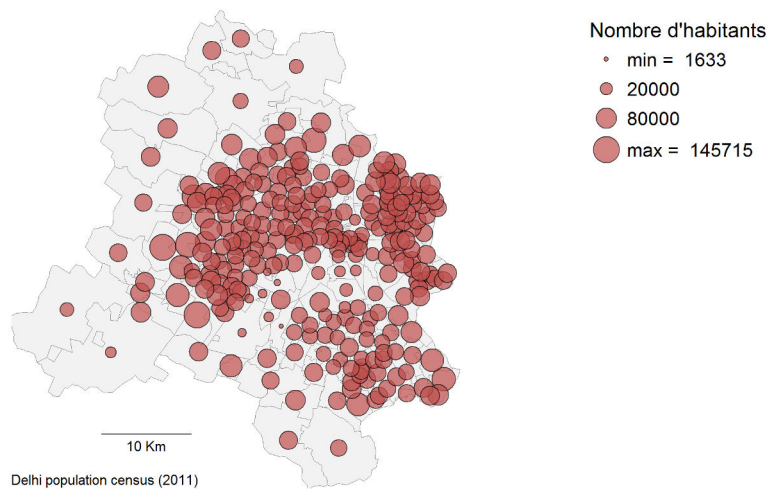 Nombre d'habitants
min = 1633
20000
80000
max = 145715
10 Km
Delhi population census (2011)